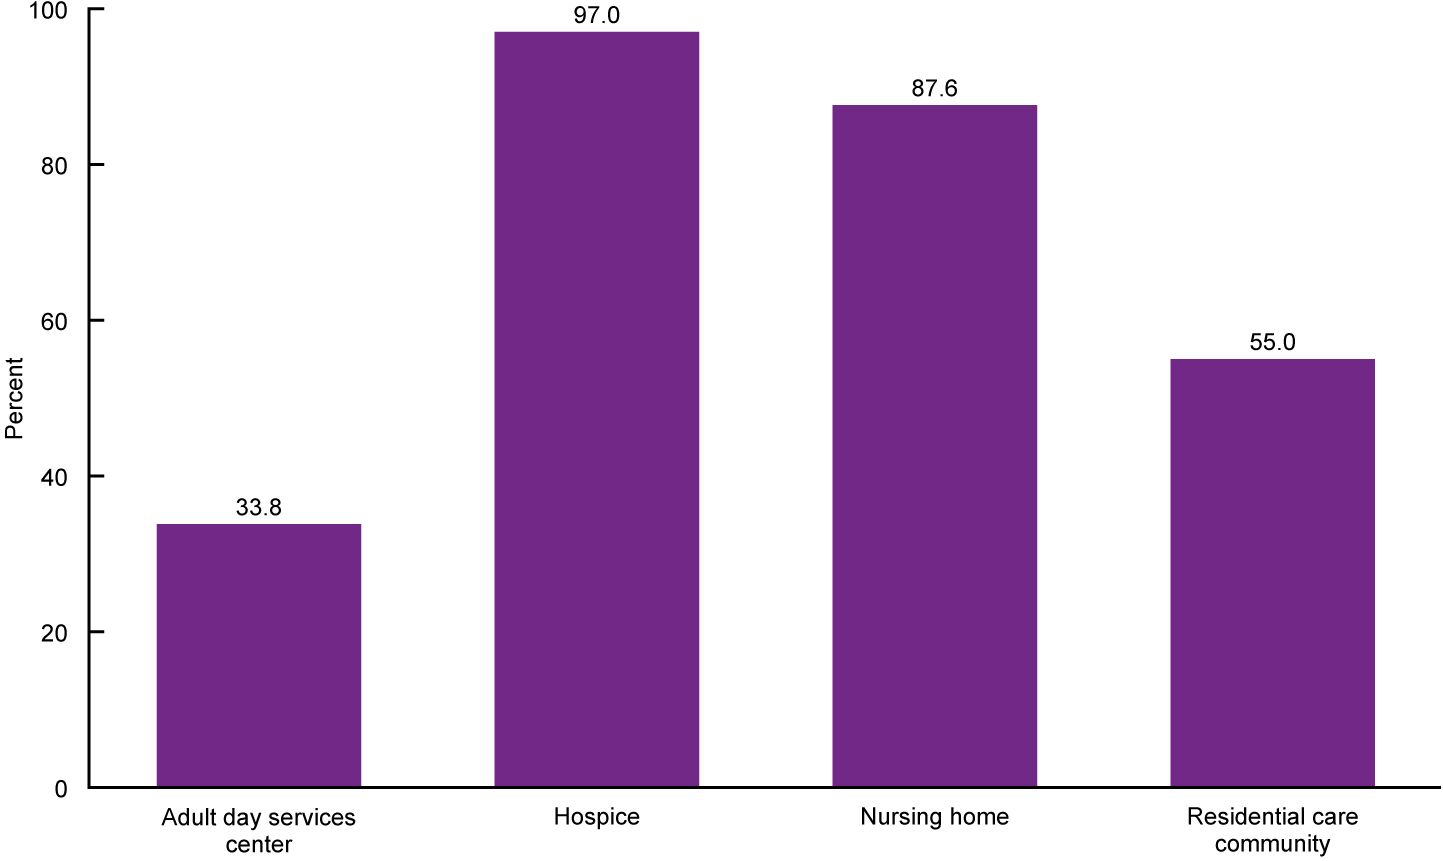 100
97.0
87.6
80
60
55.0
Percent
40
33.8
20
0
Adult day services
center
Hospice
Nursing home
Residential care
community